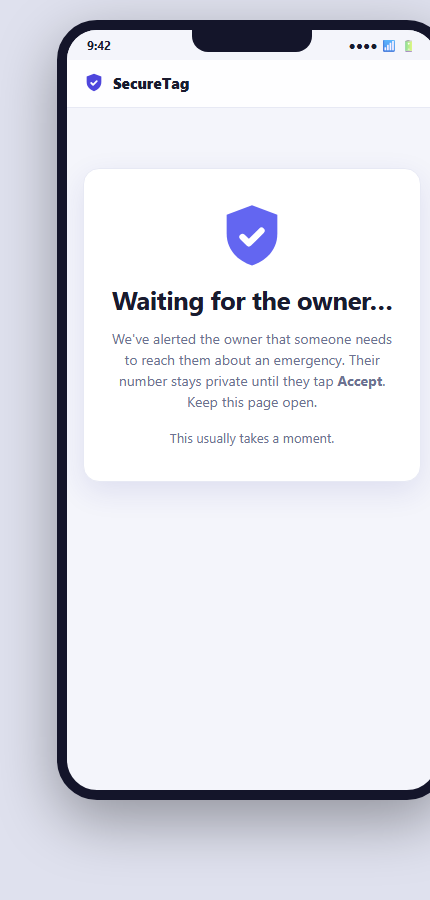 9:42
SecureTag
Waiting for the owner...
We've alerted the owner that someone needs
to reach them about an emergency. Their
number stays private until they tap Accept.
Keep this page open.
This usually takes a moment.